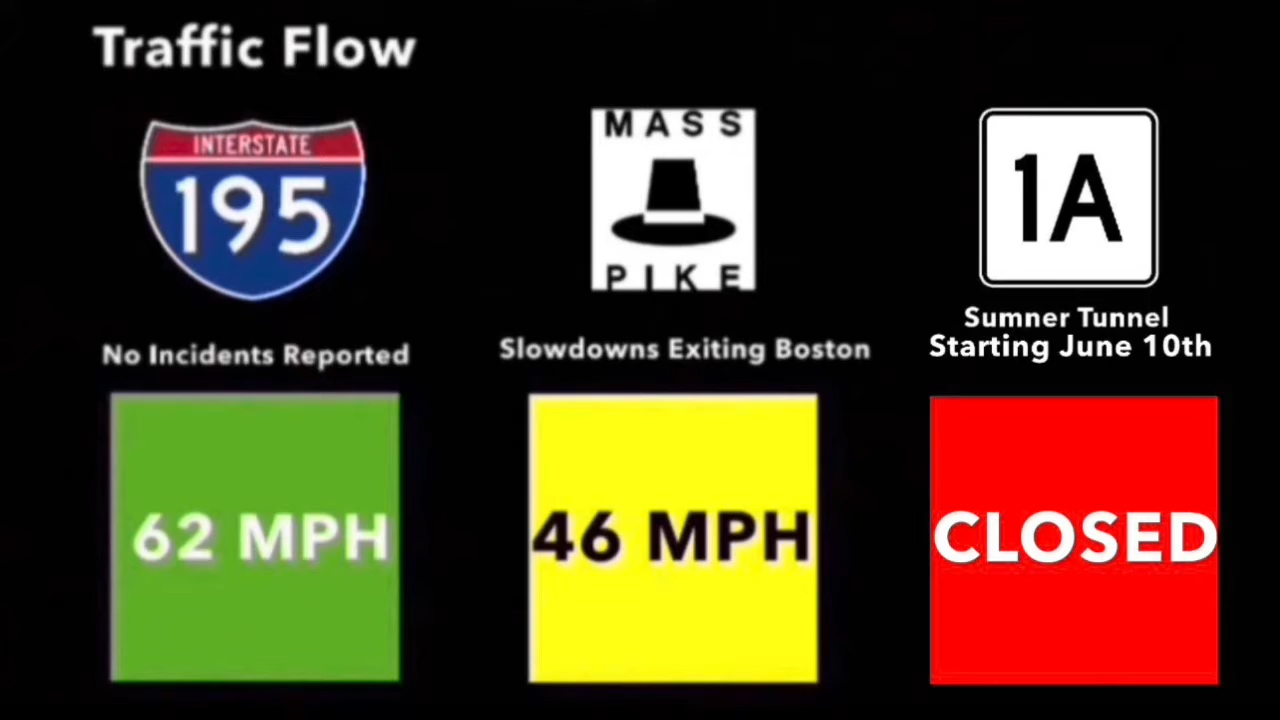 Traffic Flow
INTERSTATE
195
No Incidents Reported
62 MPH
MASS
PIKE
Slowdowns Exiting Boston
46 MPH
1A
Sumner Tunnel
Starting June 10th
CLOSED